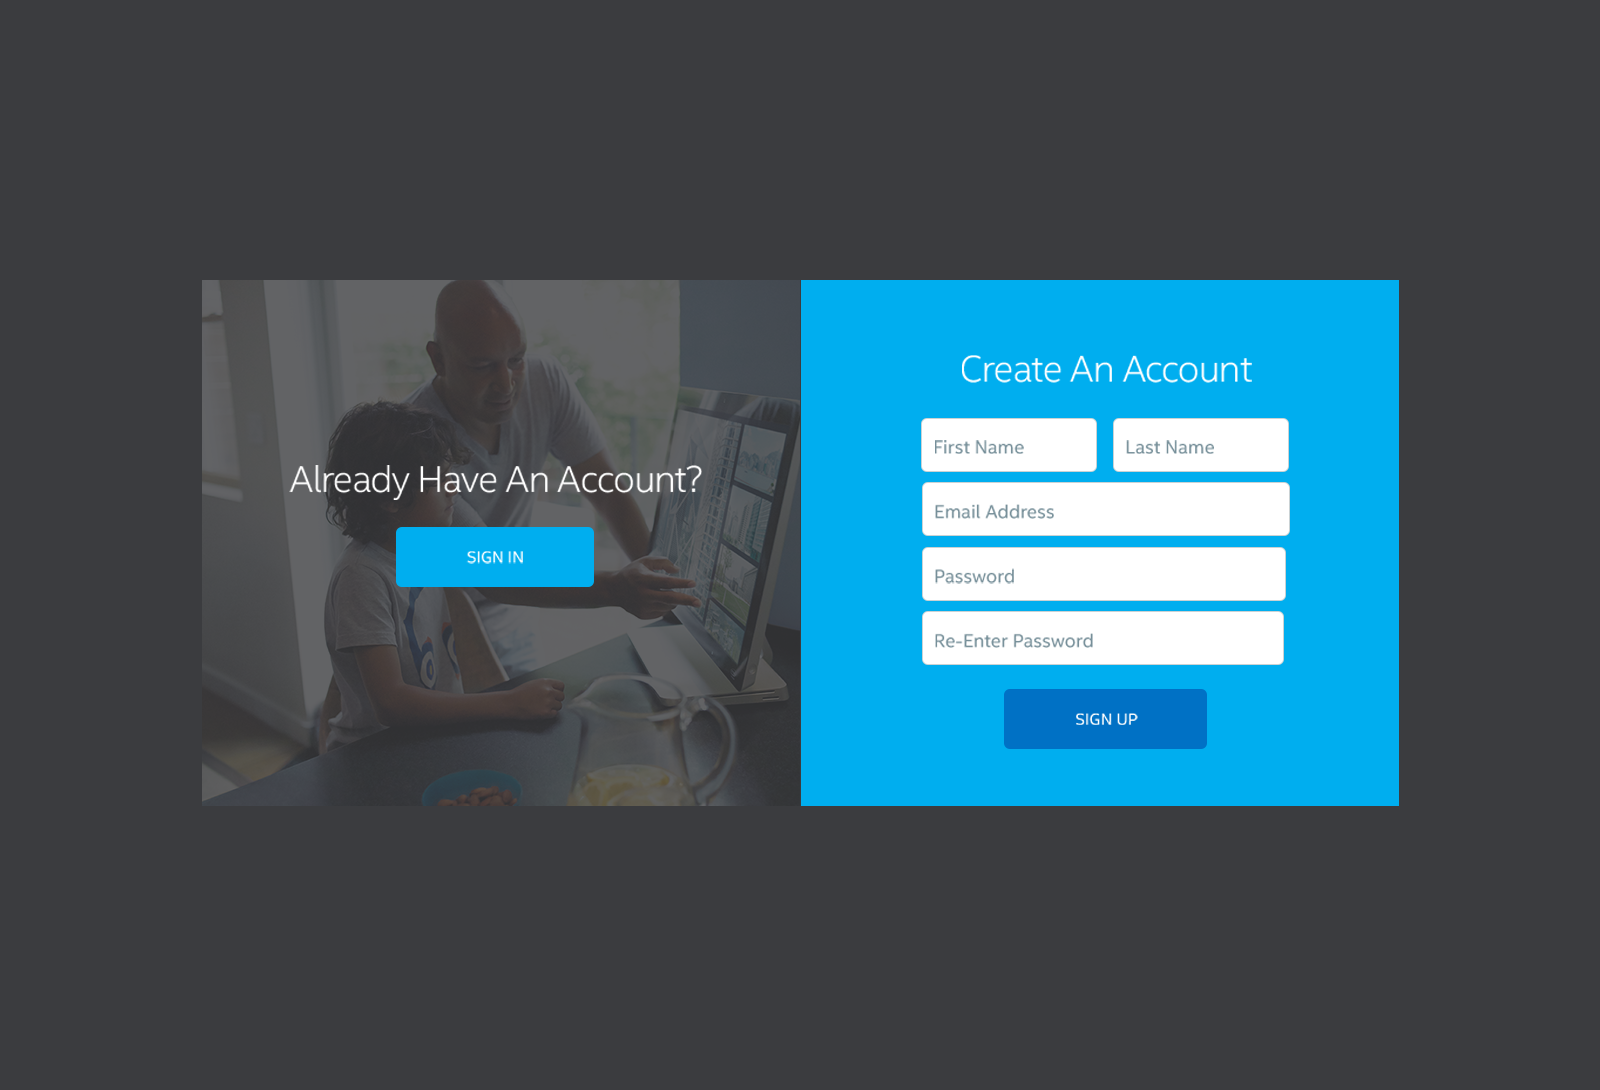 Already Have An Account?
SIGN IN
Create An Account
First Name
Last Name
Email Address
Password
Re-Enter Password
SIGN UP